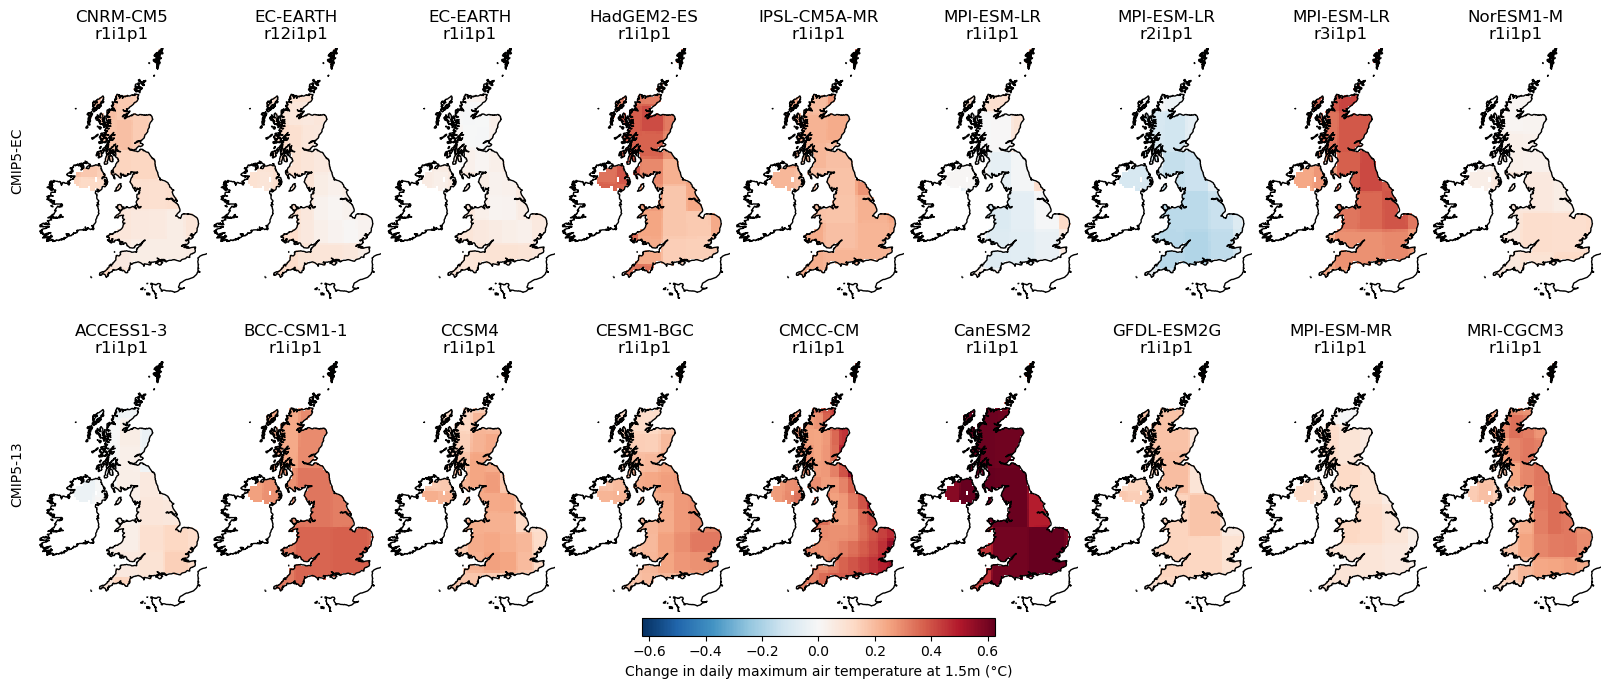 CNRM-CM5 EC-EARTH EC-EARTH HadGEM2-ES IPSL-CM5A-MR MPI-ESM-LR MPI-ESM-LR MPI-ESM-LR NorESM1-M
r1i1p1 r12i1p1 r1i1p1 r1i1p1 r1i1p1 r1i1p1 r2i1p1 r3i1p1 r1i1p1
CMIP5-EC
ACCESS1-3 BCC-CSM1-1 CCSM4 CESM1-BGC CMCC-CM CanESM2 GFDL-ESM2G MPI-ESM-MR MRI-CGCM3
r1i1p1 r1i1p1 r1i1p1 r1i1p1 r1i1p1 r1i1p1 r1i1p1 r1i1p1 r1i1p1
CMIP5-13
−0.6 −0.4 −0.2 0.0 0.2 0.4 0.6
Change in daily maximum air temperature at 1.5m (°C)